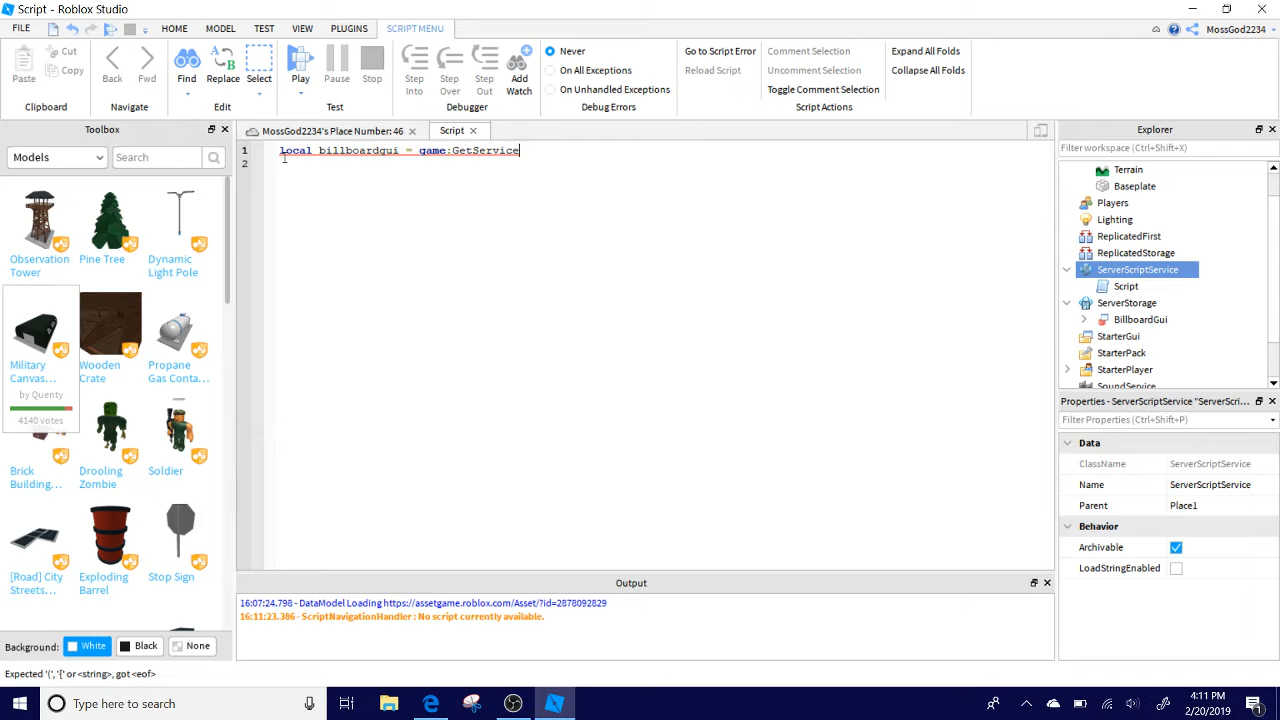 Script - Roblox Studio
FILE HOME MODEL TEST VIEW PLUGINS SCRIPT MENU MossGod2234
Paste Cut Copy Back Fwd Find Replace Select Play Pause Stop Step Into Step Over Step Out Add Watch
Never
On All Exceptions
On Unhandled Exceptions
Go to Script Error
Reload Script
Comment Selection
Uncomment Selection
Toggle Comment Selection
Expand All Folds
Collapse All Folds
Clipboard Navigate Edit Test Debugger Debug Errors Script Actions
Toolbox
Models Search
Observation Tower
Pine Tree
Dynamic Light Pole
Military Canvas...
by Quenty
4140 votes
Wooden Crate
Propane Gas Conta...
Brick Building,...
Drooling Zombie
Soldier
[Road] City Streets...
Exploding Barrel
Stop Sign
Background: White Black None
Expected '(', '{' or <string>, got <eof>
MossGod2234's Place Number: 46 Script
1 local billboardgui = game:GetService
2
Output
16:07:24.798 - DataModel Loading https://assetgame.roblox.com/Asset/?id=2878092829
16:11:23.386 - ScriptNavigationHandler : No script currently available.
Explorer
Filter workspace (Ctrl+Shift+X)
Terrain
Baseplate
Players
Lighting
ReplicatedFirst
ReplicatedStorage
ServerScriptService
Script
ServerStorage
BillboardGui
StarterGui
StarterPack
StarterPlayer
SoundService
Properties - ServerScriptService "ServerScri...
Filter Properties (Ctrl+Shift+P)
Data
ClassName ServerScriptService
Name ServerScriptService
Parent Place1
Behavior
Archivable
LoadStringEnabled
Type here to search
4:11 PM
2/20/2019